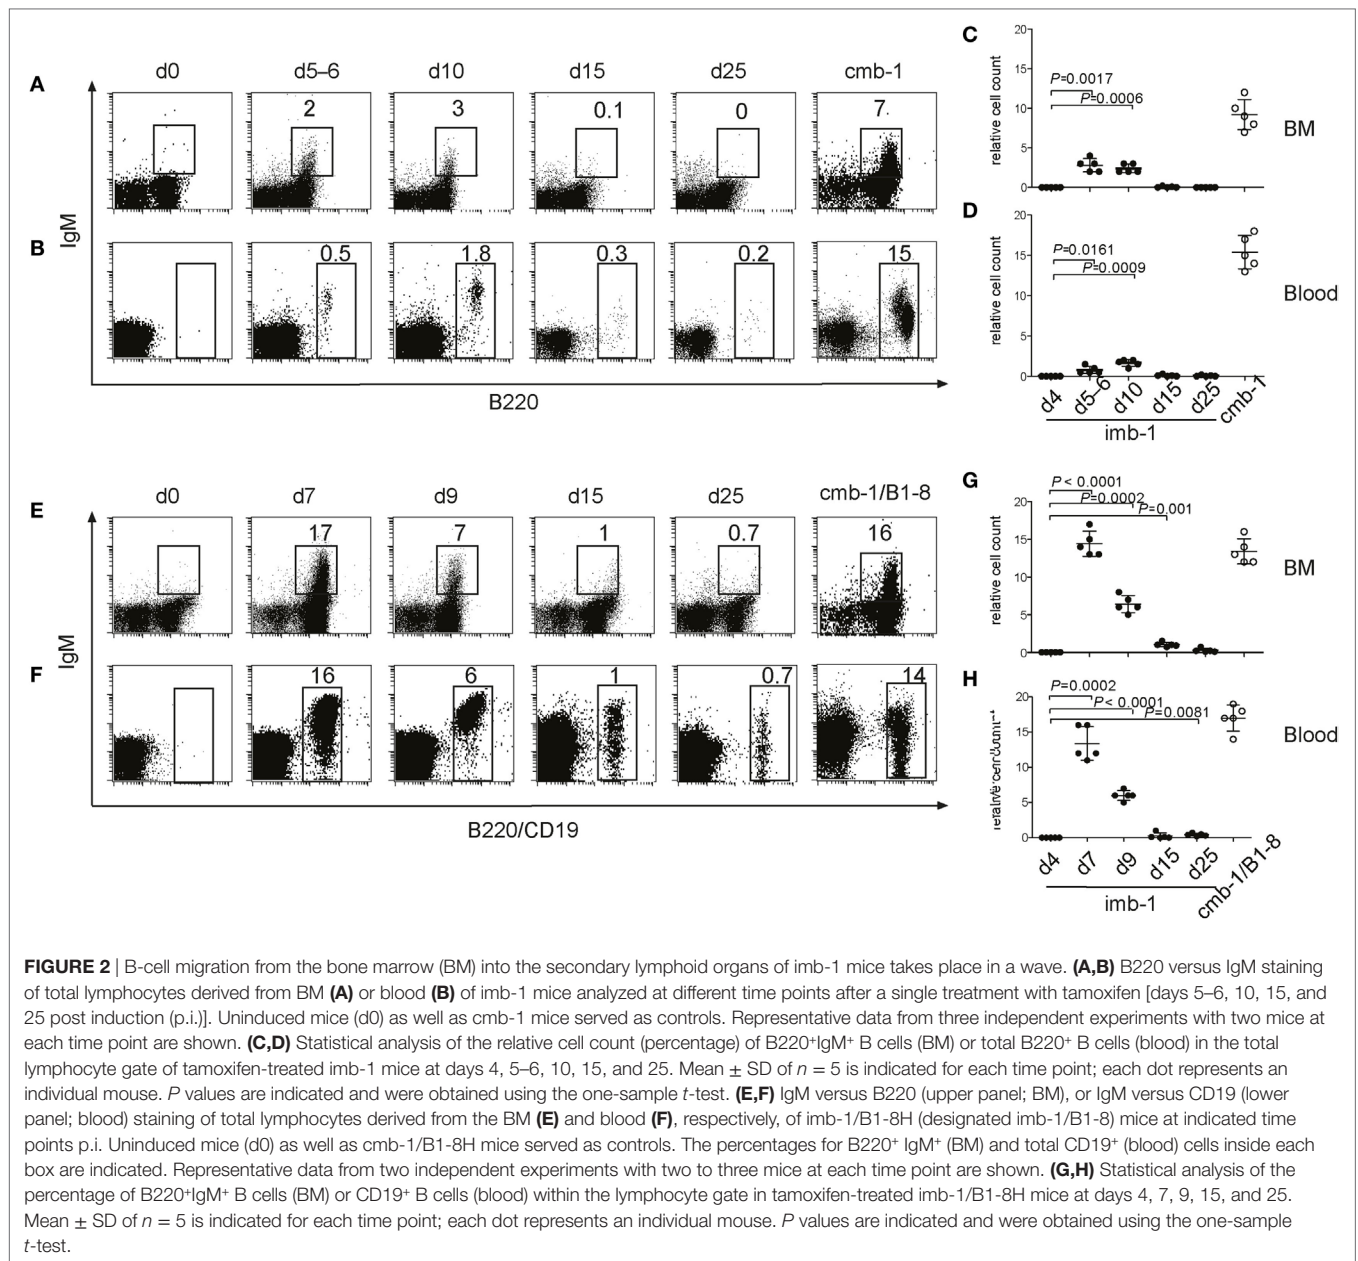 A
d0 d5–6 d10 d15 d25 cmb-1
2 3 0.1 0 7
IgM
B
0.5 1.8 0.3 0.2 15
B220
C
relative cell count
20
15
10
5
0
P=0.0017
P=0.0006
BM
D
relative cell count
20
15
10
5
0
P=0.0161
P=0.0009
Blood
d4 d5–6 d10 d15 d25 cmb-1
imb-1
E
d0 d7 d9 d15 d25 cmb-1/B1-8
17 7 1 0.7 16
IgM
F
16 6 1 0.7 14
B220/CD19
G
relative cell count
20
15
10
5
0
P < 0.0001
P=0.0002
P=0.001
BM
H
20
15
10
5
0
P=0.0002
P < 0.0001
P=0.0081
Blood
d4 d7 d9 d15 d25 cmb-1/B1-8
imb-1
FIGURE 2 | B-cell migration from the bone marrow (BM) into the secondary lymphoid organs of imb-1 mice takes place in a wave. (A,B) B220 versus IgM staining
of total lymphocytes derived from BM (A) or blood (B) of imb-1 mice analyzed at different time points after a single treatment with tamoxifen [days 5–6, 10, 15, and
25 post induction (p.i.)]. Uninduced mice (d0) as well as cmb-1 mice served as controls. Representative data from three independent experiments with two mice at
each time point are shown. (C,D) Statistical analysis of the relative cell count (percentage) of B220⁺IgM⁺ B cells (BM) or total B220⁺ B cells (blood) in the total
lymphocyte gate of tamoxifen-treated imb-1 mice at days 4, 5–6, 10, 15, and 25. Mean ± SD of n = 5 is indicated for each time point; each dot represents an
individual mouse. P values are indicated and were obtained using the one-sample t-test. (E,F) IgM versus B220 (upper panel; BM), or IgM versus CD19 (lower
panel; blood) staining of total lymphocytes derived from the BM (E) and blood (F), respectively, of imb-1/B1-8H (designated imb-1/B1-8) mice at indicated time
points p.i. Uninduced mice (d0) as well as cmb-1/B1-8H mice served as controls. The percentages for B220⁺ IgM⁺ (BM) and total CD19⁺ (blood) cells inside each
box are indicated. Representative data from two independent experiments with two to three mice at each time point are shown. (G,H) Statistical analysis of the
percentage of B220⁺IgM⁺ B cells (BM) or CD19⁺ B cells (blood) within the lymphocyte gate in tamoxifen-treated imb-1/B1-8H mice at days 4, 7, 9, 15, and 25.
Mean ± SD of n = 5 is indicated for each time point; each dot represents an individual mouse. P values are indicated and were obtained using the one-sample
t-test.